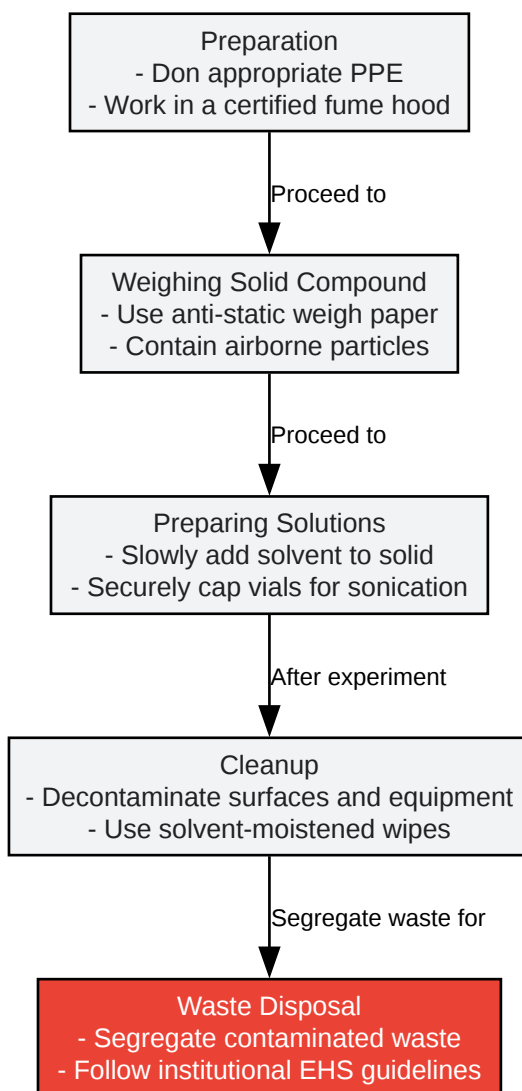 Preparation
- Don appropriate PPE
- Work in a certified fume hood
Proceed to
Weighing Solid Compound
- Use anti-static weigh paper
- Contain airborne particles
Proceed to
Preparing Solutions
- Slowly add solvent to solid
- Securely cap vials for sonication
After experiment
Cleanup
- Decontaminate surfaces and equipment
- Use solvent-moistened wipes
Segregate waste for
Waste Disposal
- Segregate contaminated waste
- Follow institutional EHS guidelines